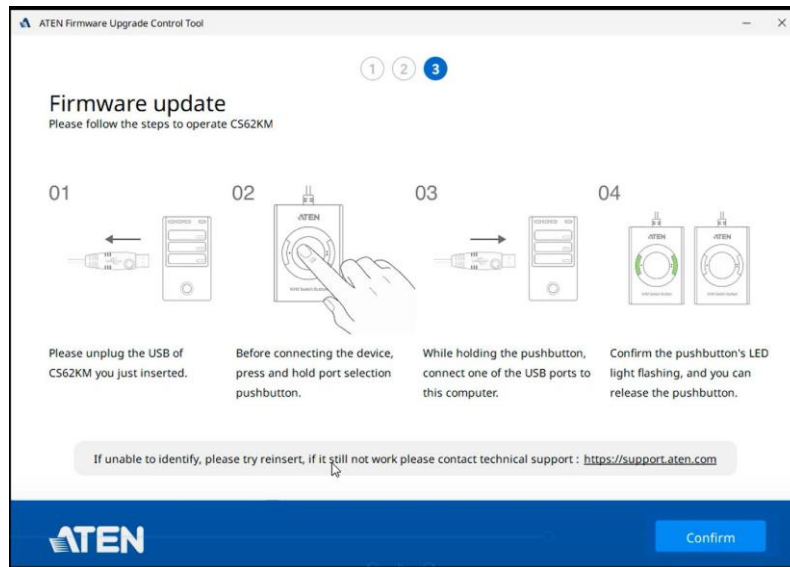 ATEN Firmware Upgrade Control Tool
1 2 3
Firmware update
Please follow the steps to operate CS62KM
01
02
03
04
ATEN
ATEN
ATEN
Please unplug the USB of
CS62KM you just inserted.
Before connecting the device,
press and hold port selection
pushbutton.
While holding the pushbutton,
connect one of the USB ports to
this computer.
Confirm the pushbutton's LED
light flashing, and you can
release the pushbutton.
If unable to identify, please try reinsert, if it still not work please contact technical support : https://support.aten.com
ATEN
Confirm